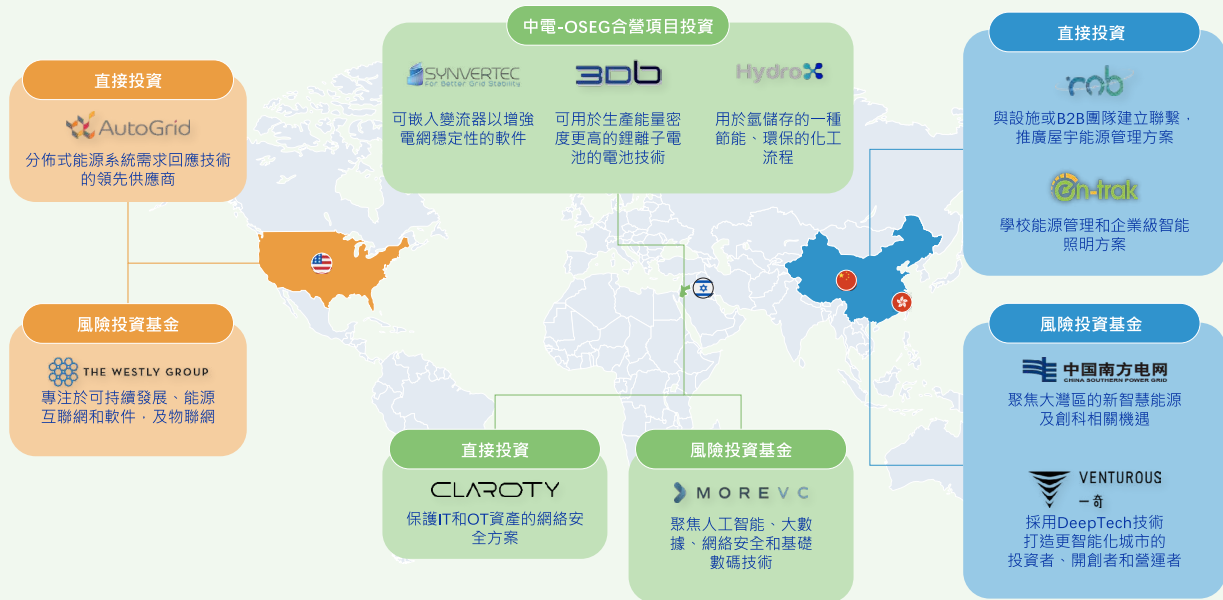 中電-OSEG合營項目投資
SYNVERTEC
For Better Grid Stability
可嵌入變流器以增強
電網穩定性的軟件
3Db
可用於生產能量密
度更高的鋰離子電
池的電池技術
HydroX
用於氫儲存的一種
節能、環保的化工
流程
直接投資
AutoGrid
分佈式能源系統需求回應技術
的領先供應商
風險投資基金
THE WESTLY GROUP
專注於可持續發展、能源
互聯網和軟件，及物聯網
直接投資
CLAROTY
保護IT和OT資產的網絡安
全方案
風險投資基金
MOREVC
聚焦人工智能、大數
據、網絡安全和基礎
數碼技術
直接投資
與設施或B2B團隊建立聯繫，
推廣屋宇能源管理方案
en-trak
學校能源管理和企業級智能
照明方案
風險投資基金
中国南方电网
CHINA SOUTHERN POWER GRID
聚焦大灣區的新智慧能源
及創科相關機遇
VENTUROUS
一奇
採用DeepTech技術
打造更智能化城市的
投資者、開創者和營運者